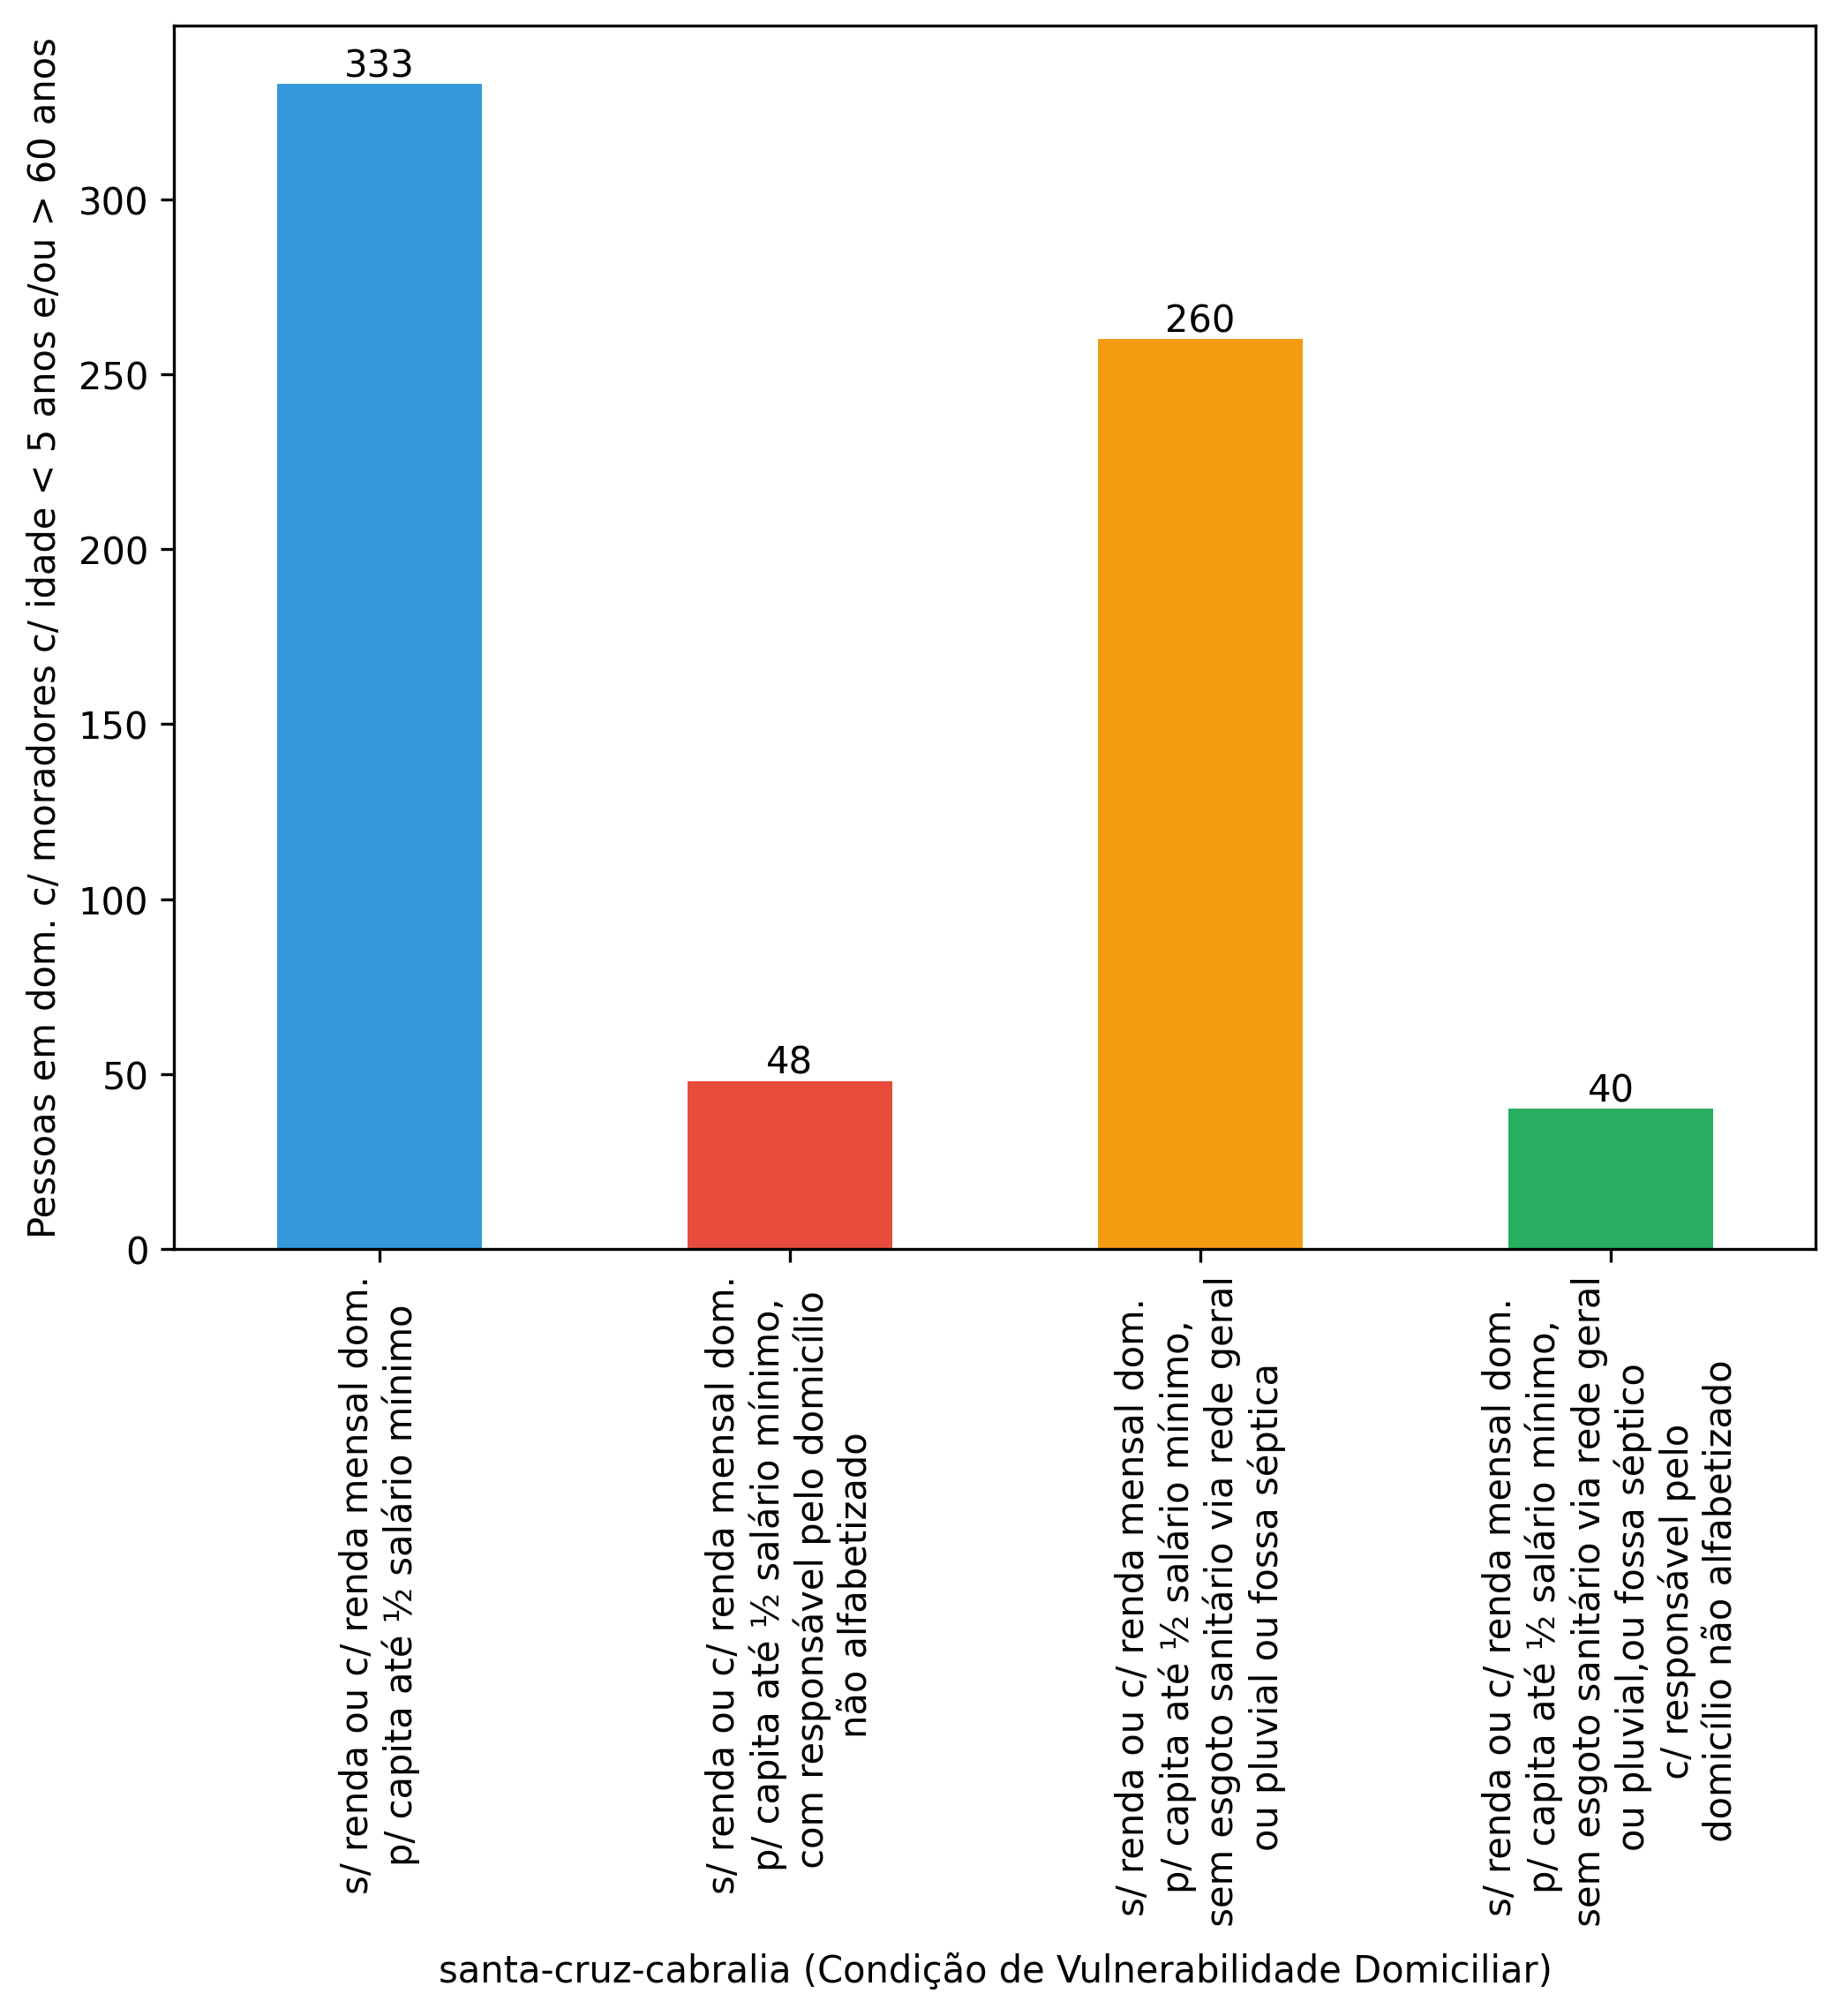 Pessoas em dom. c/ moradores c/ idade < 5 anos e/ou > 60 anos
300
250
200
150
100
50
0
333
48
260
40
s/ renda ou c/ renda mensal dom.
p/ capita até ½ salário mínimo
s/ renda ou c/ renda mensal dom.
p/ capita até ½ salário mínimo,
com responsável pelo domicílio
não alfabetizado
s/ renda ou c/ renda mensal dom.
p/ capita até ½ salário mínimo,
sem esgoto sanitário via rede geral
ou pluvial ou fossa séptica
s/ renda ou c/ renda mensal dom.
p/ capita até ½ salário mínimo,
sem esgoto sanitário via rede geral
ou pluvial,ou fossa séptico
c/ responsável pelo
domicílio não alfabetizado
santa-cruz-cabralia (Condição de Vulnerabilidade Domiciliar)